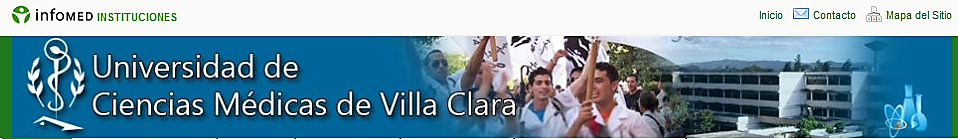 infomed INSTITUCIONES
Inicio Contacto Mapa del Sitio
Universidad de
Ciencias Médicas de Villa Clara